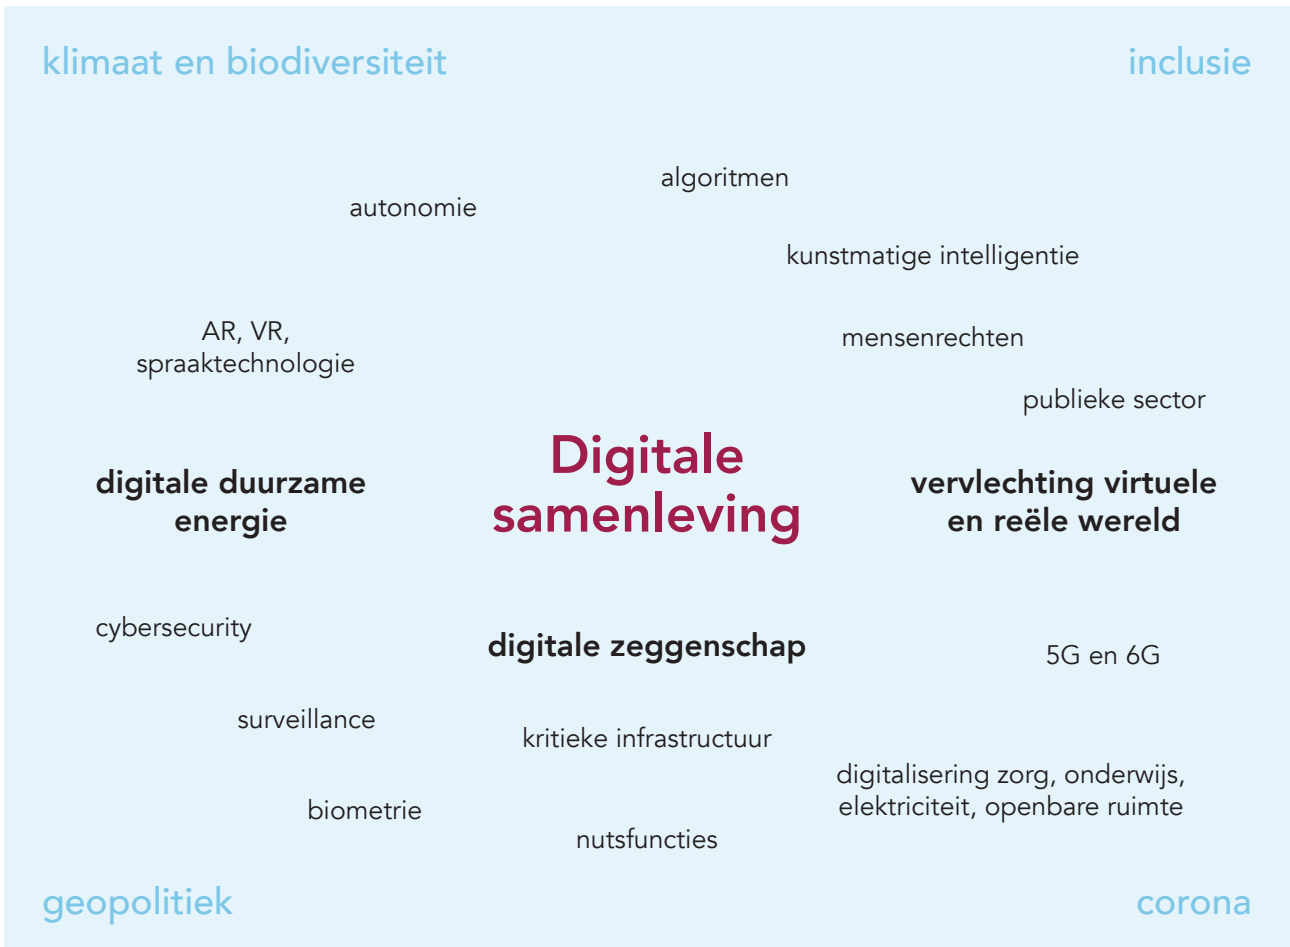 klimaat en biodiversiteit
inclusie
algoritmen
autonomie
kunstmatige intelligentie
AR, VR,
spraaktechnologie
mensenrechten
publieke sector
Digitale
samenleving
digitale duurzame
energie
vervlechting virtuele
en reële wereld
cybersecurity
digitale zeggenschap
5G en 6G
surveillance
kritieke infrastructuur
digitalisering zorg, onderwijs,
elektriciteit, openbare ruimte
biometrie
nutsfuncties
geopolitiek
corona